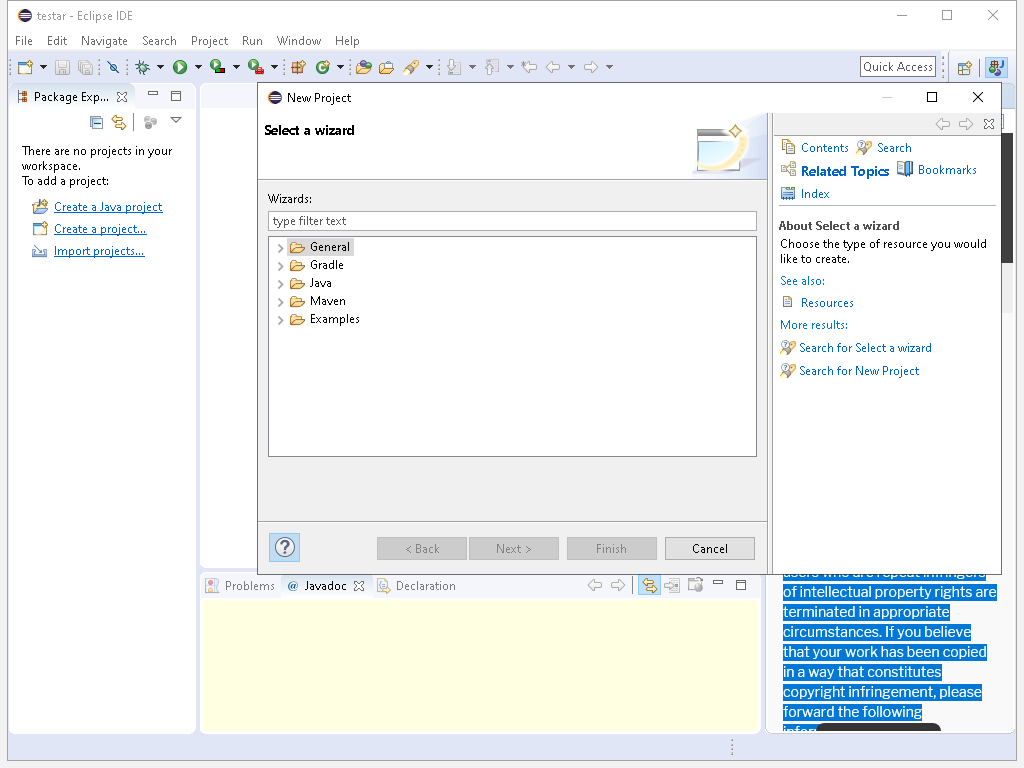 testar - Eclipse IDE
File Edit Navigate Search Project Run Window Help
Quick Access
Package Exp...
There are no projects in your
workspace.
To add a project:
Create a Java project
Create a project...
Import projects...
New Project
Select a wizard
Wizards:
type filter text
General
Gradle
Java
Maven
Examples
?
< Back
Next >
Finish
Cancel
Contents
Search
Related Topics
Bookmarks
Index
About Select a wizard
Choose the type of resource you would
like to create.
See also:
Resources
More results:
Search for Select a wizard
Search for New Project
Problems
@ Javadoc
Declaration
users who are repeat infringers
of intellectual property rights are
terminated in appropriate
circumstances. If you believe
that your work has been copied
in a way that constitutes
copyright infringement, please
forward the following